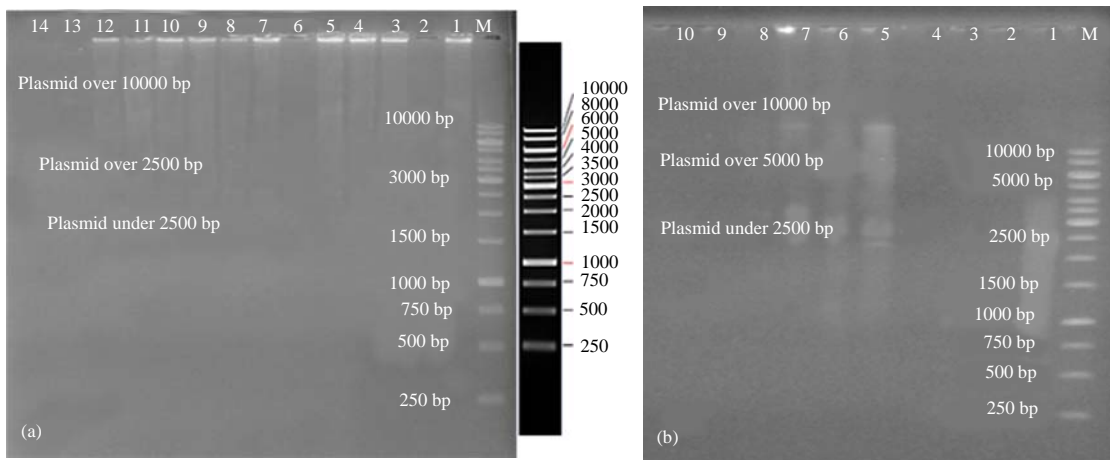 14 13 12 11 10 9 8 7 6 5 4 3 2 1 M
Plasmid over 10000 bp
10000 bp
Plasmid over 2500 bp
3000 bp
Plasmid under 2500 bp
1500 bp
1000 bp
750 bp
500 bp
250 bp
(a)
10000
8000
6000
5000
4000
3500
3000
2500
2000
1500
1000
750
500
250
10 9 8 7 6 5 4 3 2 1 M
Plasmid over 10000 bp
10000 bp
Plasmid over 5000 bp
5000 bp
Plasmid under 2500 bp
2500 bp
1500 bp
1000 bp
750 bp
500 bp
250 bp
(b)